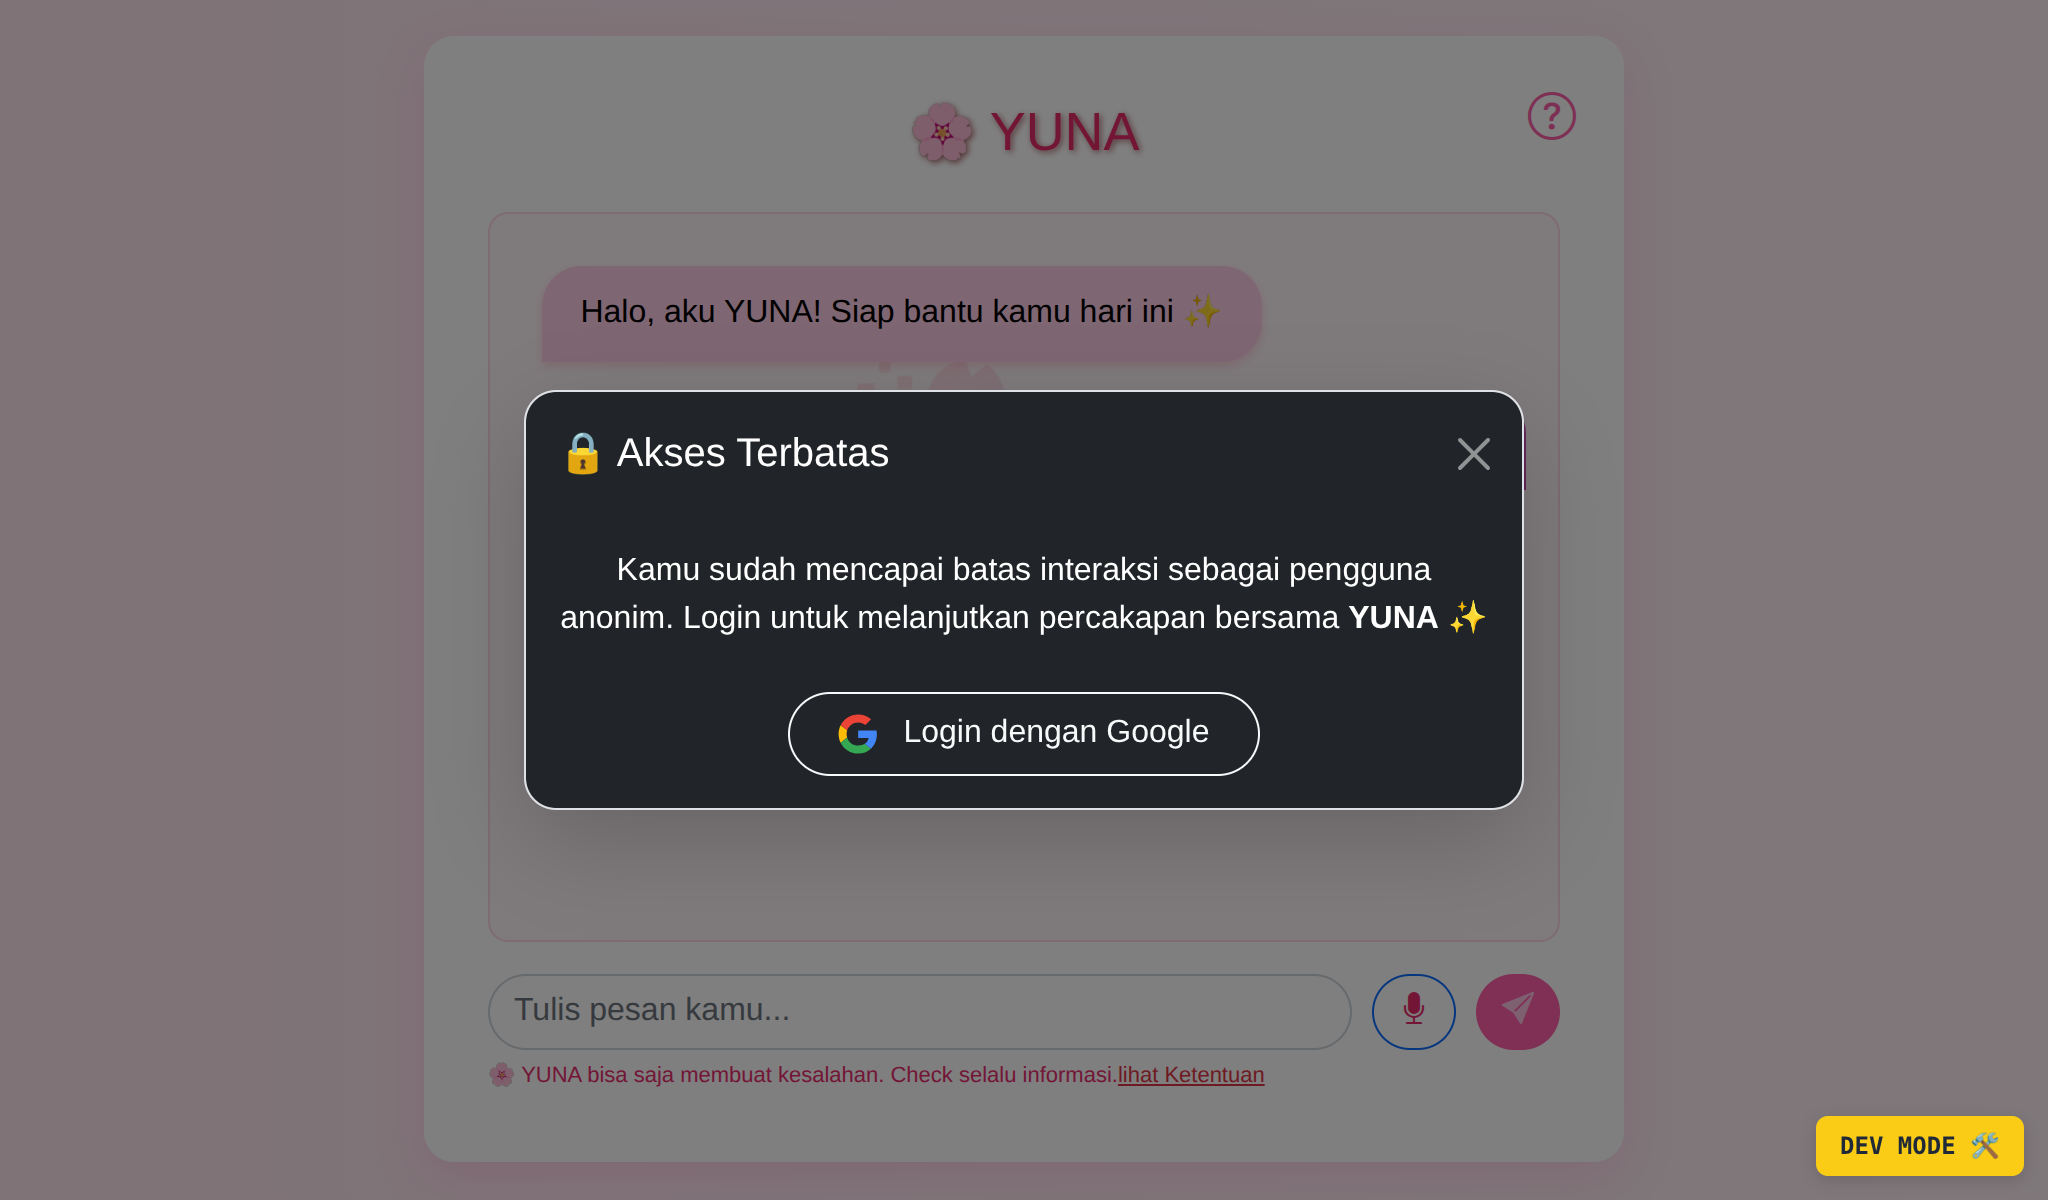 🌸 YUNA
?
Halo, aku YUNA! Siap bantu kamu hari ini ✨
🔒 Akses Terbatas
Kamu sudah mencapai batas interaksi sebagai pengguna
anonim. Login untuk melanjutkan percakapan bersama YUNA ✨
Login dengan Google
Tulis pesan kamu...
🌸 YUNA bisa saja membuat kesalahan. Check selalu informasi.lihat Ketentuan
DEV MODE 🛠️